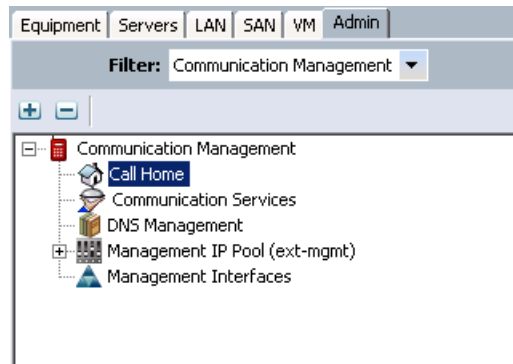 Equipment Servers LAN SAN VM Admin
Filter: Communication Management
Communication Management
Call Home
Communication Services
DNS Management
Management IP Pool (ext-mgmt)
Management Interfaces